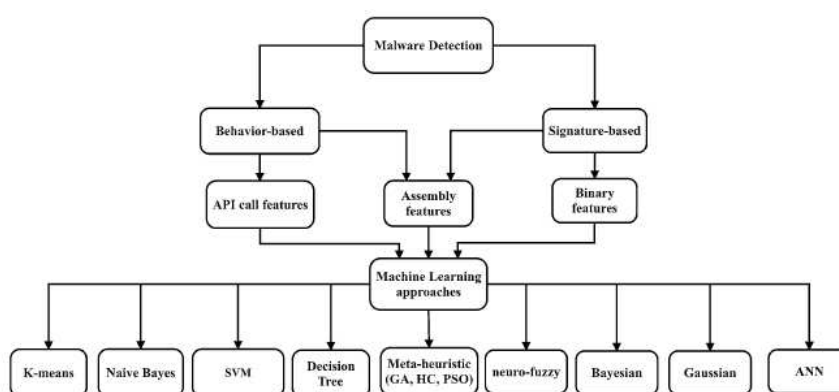 Malware Detection
Behavior-based
Signature-based
API call features
Assembly
features
Binary
features
Machine Learning
approaches
K-means
Naive Bayes
SVM
Decision
Tree
Meta-heuristic
(GA, HC, PSO)
neuro-fuzzy
Bayesian
Gaussian
ANN